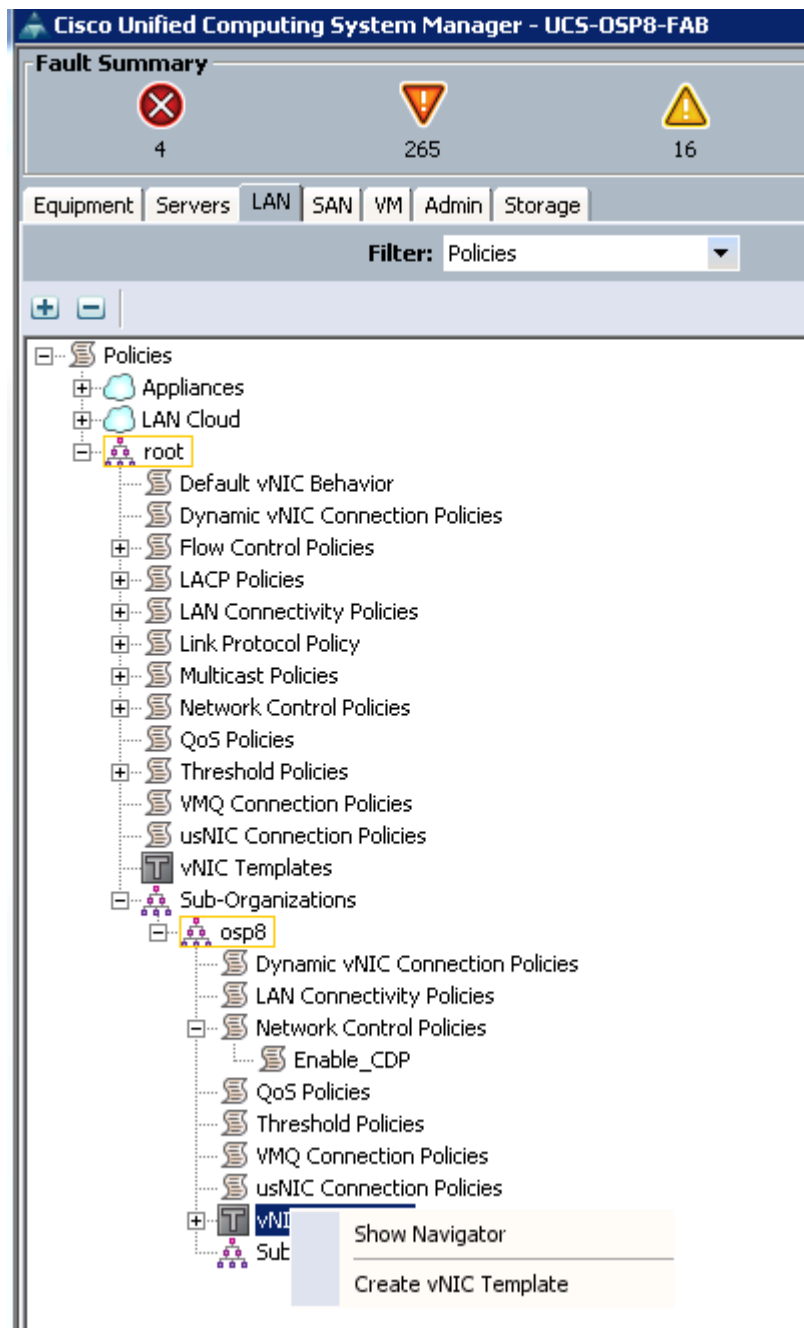 Cisco Unified Computing System Manager - UCS-OSP8-FAB
Fault Summary
4 265 16
Equipment Servers LAN SAN VM Admin Storage
Filter: Policies
Policies
Appliances
LAN Cloud
root
Default vNIC Behavior
Dynamic vNIC Connection Policies
Flow Control Policies
LACP Policies
LAN Connectivity Policies
Link Protocol Policy
Multicast Policies
Network Control Policies
QoS Policies
Threshold Policies
VMQ Connection Policies
usNIC Connection Policies
T vNIC Templates
Sub-Organizations
osp8
Dynamic vNIC Connection Policies
LAN Connectivity Policies
Network Control Policies
Enable_CDP
QoS Policies
Threshold Policies
VMQ Connection Policies
usNIC Connection Policies
T vNI
Show Navigator
Sub
Create vNIC Template